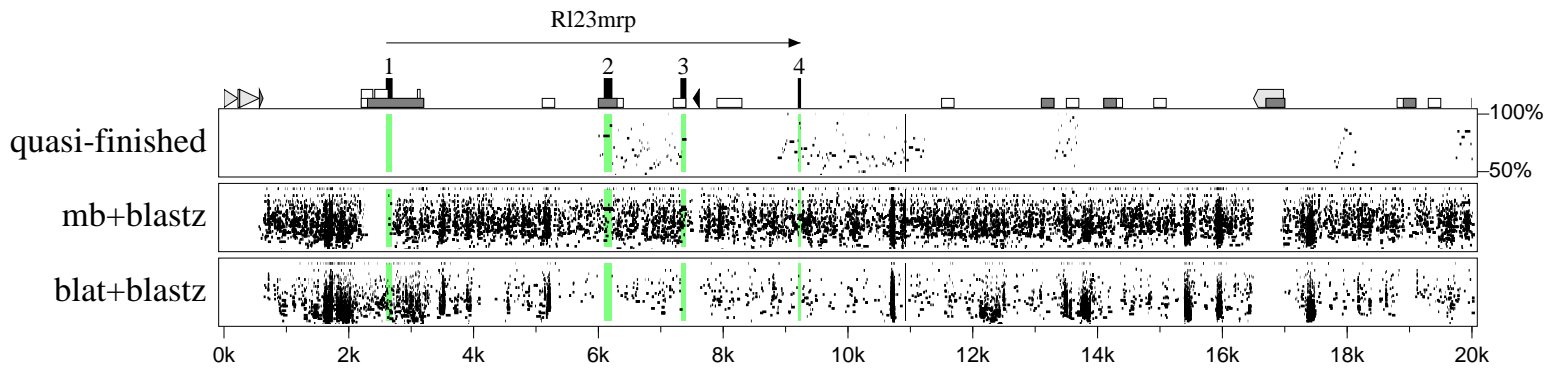 Rl23mrp
1 2 3 4
100%
quasi-finished
50%
mb+blastz
blat+blastz
0k 2k 4k 6k 8k 10k 12k 14k 16k 18k 20k